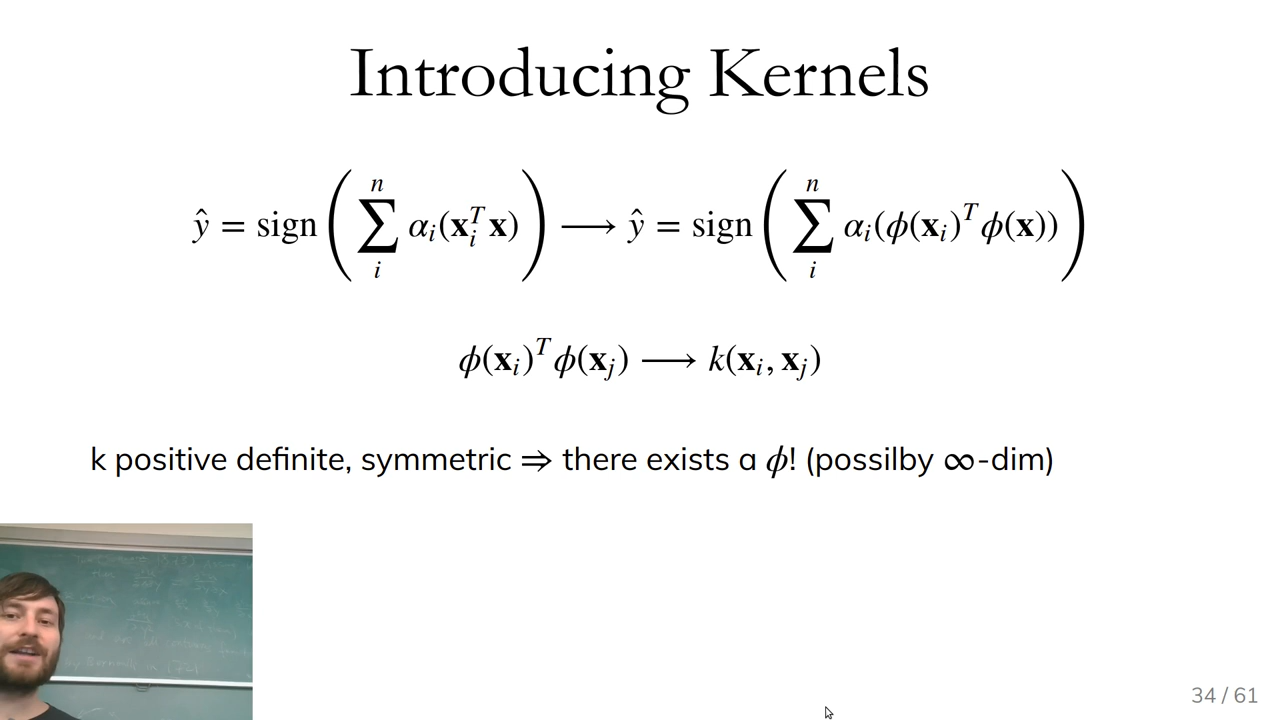 Introducing Kernels
ŷ = sign(∑ᵢⁿ αᵢ(𝐱ᵢᵀ𝐱)) ⟶ ŷ = sign(∑ᵢⁿ αᵢ(ϕ(𝐱ᵢ)ᵀϕ(𝐱)))
ϕ(𝐱ᵢ)ᵀϕ(𝐱ⱼ) ⟶ k(𝐱ᵢ, 𝐱ⱼ)
k positive definite, symmetric ⇒ there exists a ϕ! (possilby ∞-dim)
34 / 61